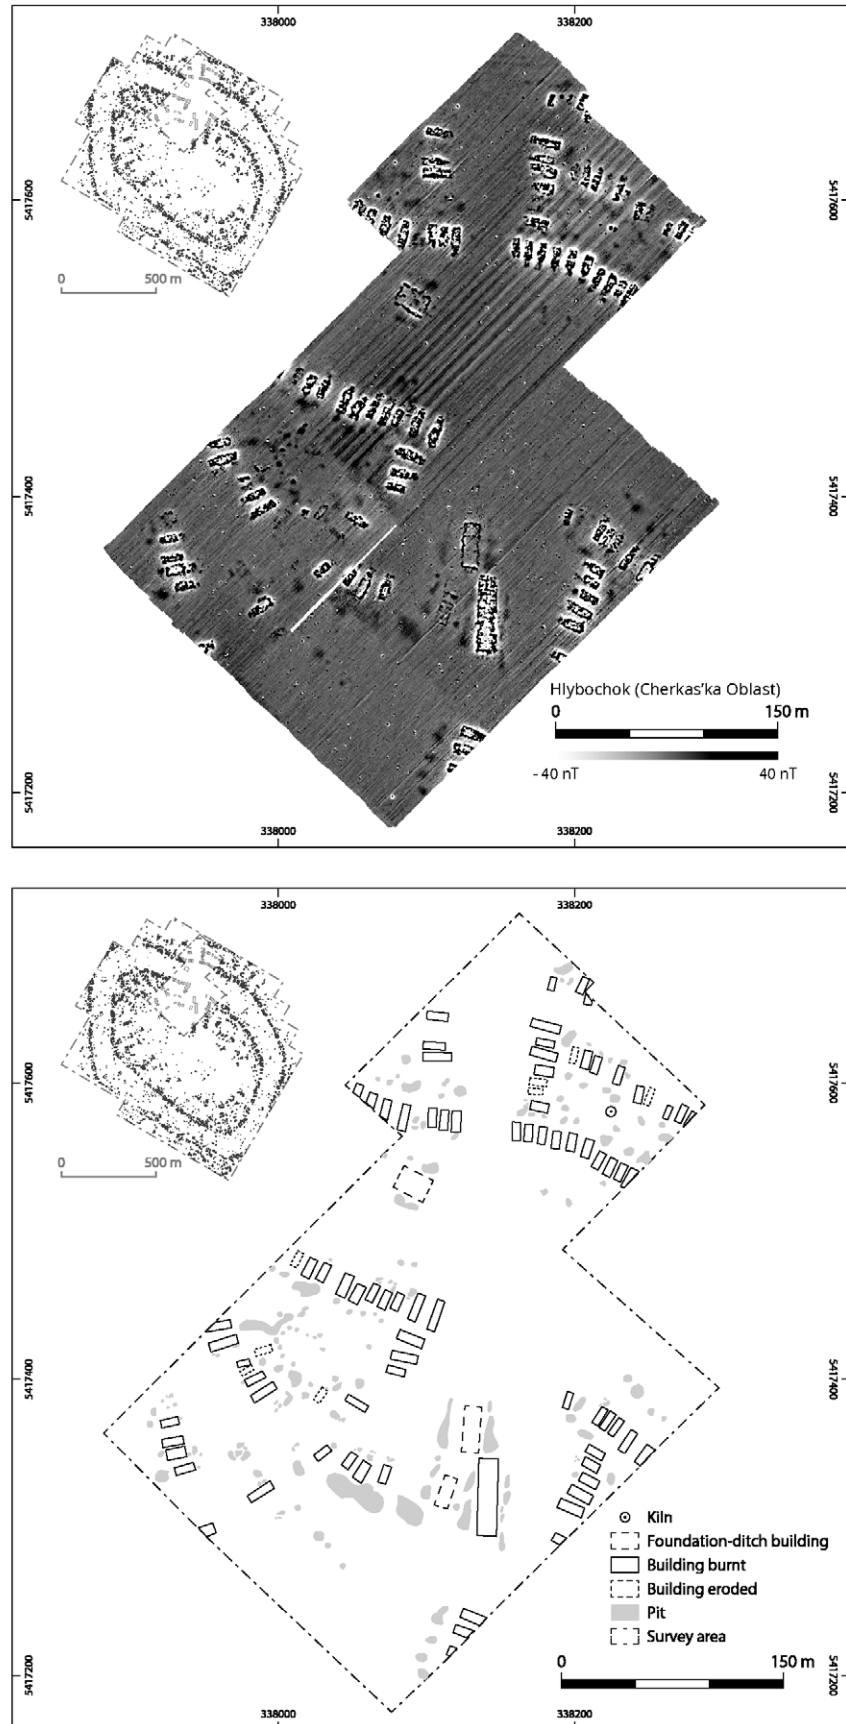 338000 338200
5417600 5417600
0 500 m
5417400 5417400
Hlybochok (Cherkas'ka Oblast)
0 150 m
-40 nT 40 nT
5417200 5417200
338000 338200
338000 338200
5417600 5417600
0 500 m
5417400 5417400
Kiln
Foundation-ditch building
Building burnt
Building eroded
Pit
Survey area
0 150 m
5417200 5417200
338000 338200